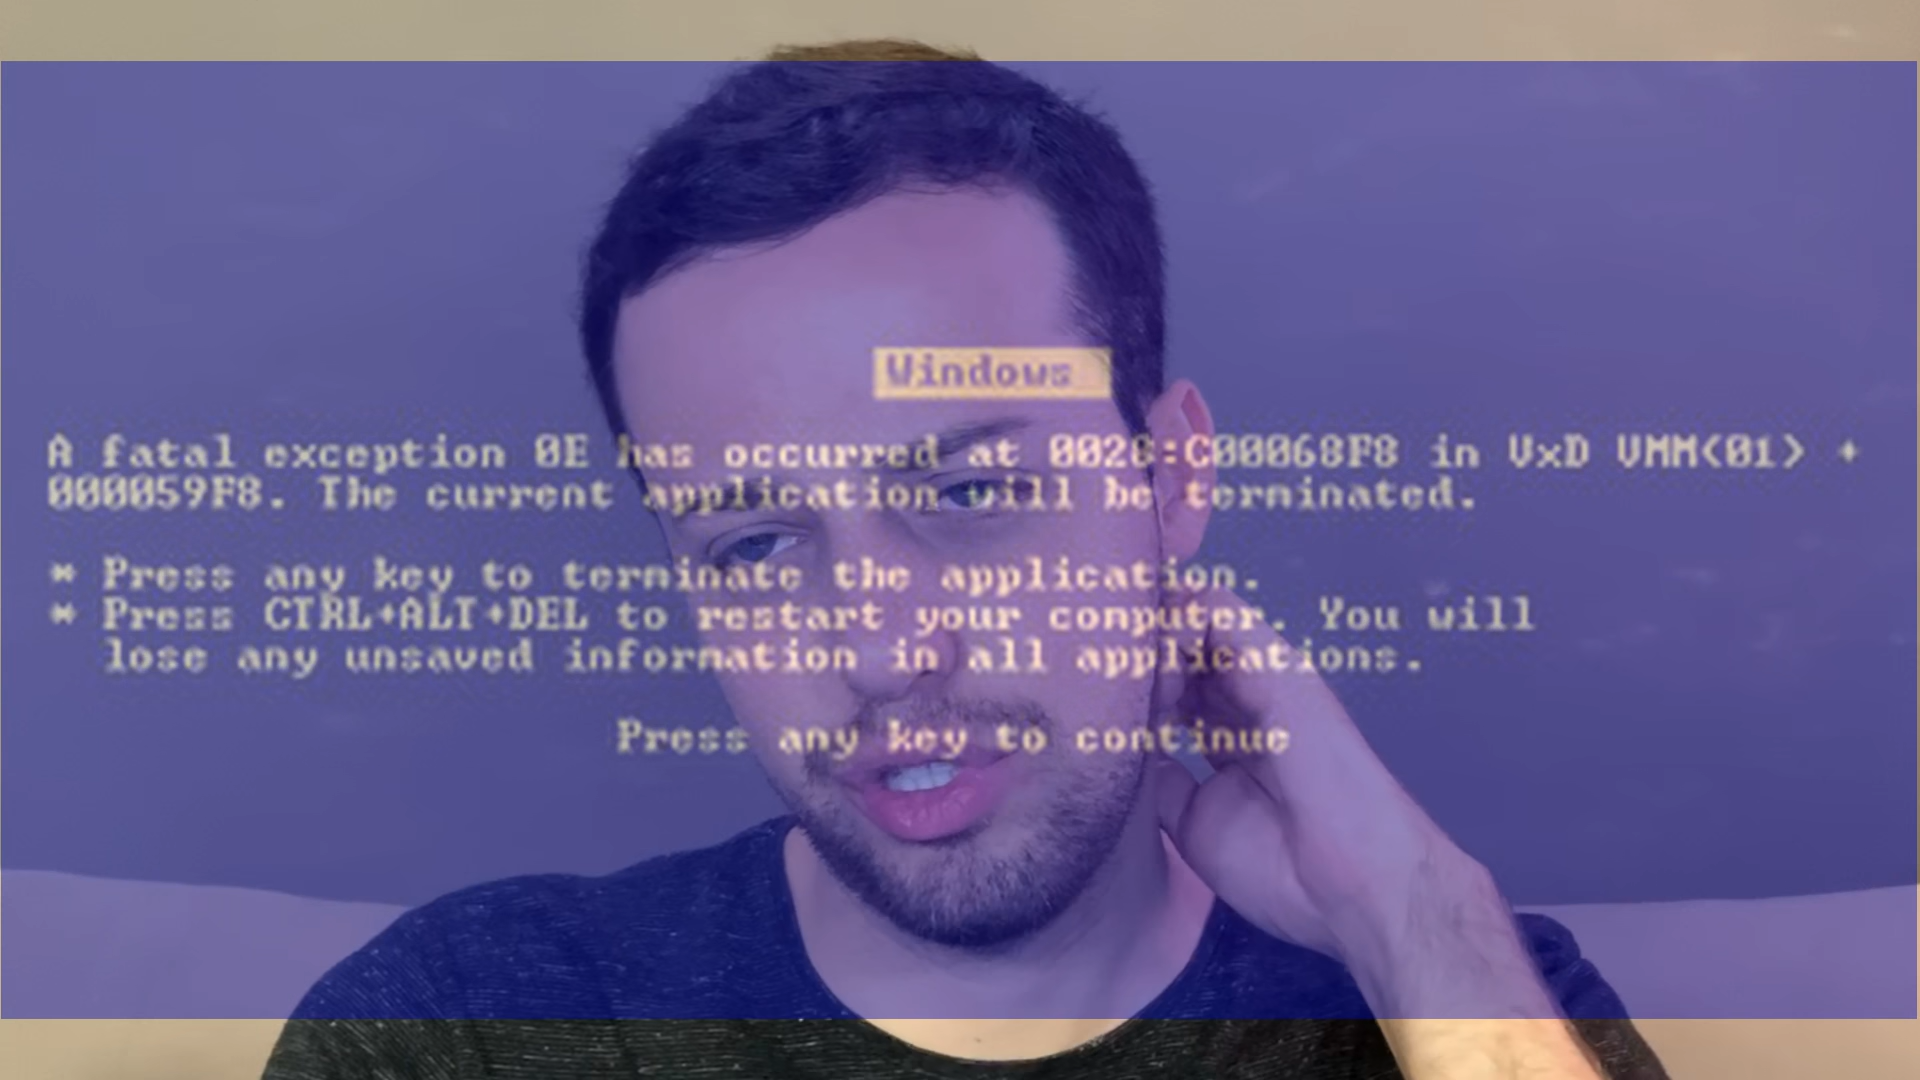 Windows
A fatal exception 0E has occurred at 0028:C00068F8 in VxD VMM(01) +
000059F8. The current application will be terminated.
* Press any key to terminate the application.
* Press CTRL+ALT+DEL to restart your computer. You will
lose any unsaved information in all applications.
Press any key to continue